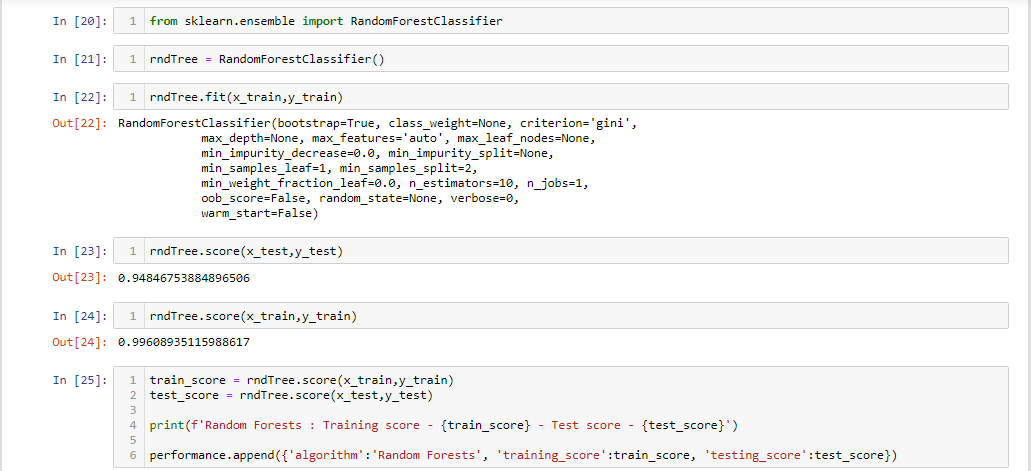 In [20]: 1 from sklearn.ensemble import RandomForestClassifier
In [21]: 1 rndTree = RandomForestClassifier()
In [22]: 1 rndTree.fit(x_train,y_train)
Out[22]: RandomForestClassifier(bootstrap=True, class_weight=None, criterion='gini',
max_depth=None, max_features='auto', max_leaf_nodes=None,
min_impurity_decrease=0.0, min_impurity_split=None,
min_samples_leaf=1, min_samples_split=2,
min_weight_fraction_leaf=0.0, n_estimators=10, n_jobs=1,
oob_score=False, random_state=None, verbose=0,
warm_start=False)
In [23]: 1 rndTree.score(x_test,y_test)
Out[23]: 0.94846753884896506
In [24]: 1 rndTree.score(x_train,y_train)
Out[24]: 0.99608935115988617
In [25]: 1 train_score = rndTree.score(x_train,y_train)
2 test_score = rndTree.score(x_test,y_test)
3
4 print(f'Random Forests : Training score - {train_score} - Test score - {test_score}')
5
6 performance.append({'algorithm':'Random Forests', 'training_score':train_score, 'testing_score':test_score})